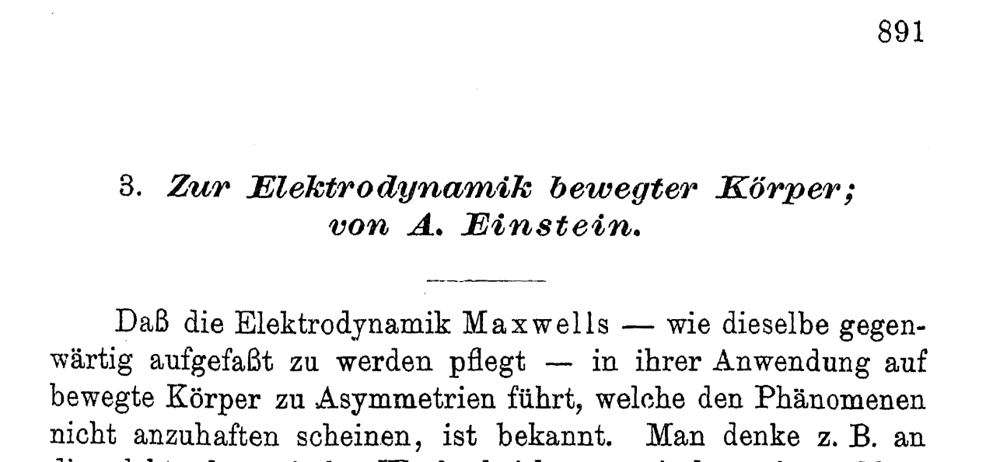 891
3. Zur Elektrodynamik bewegter Körper;
von A. Einstein.
Daß die Elektrodynamik Maxwells — wie dieselbe gegen-
wärtig aufgefaßt zu werden pflegt — in ihrer Anwendung auf
bewegte Körper zu Asymmetrien führt, welche den Phänomenen
nicht anzuhaften scheinen, ist bekannt. Man denke z. B. an